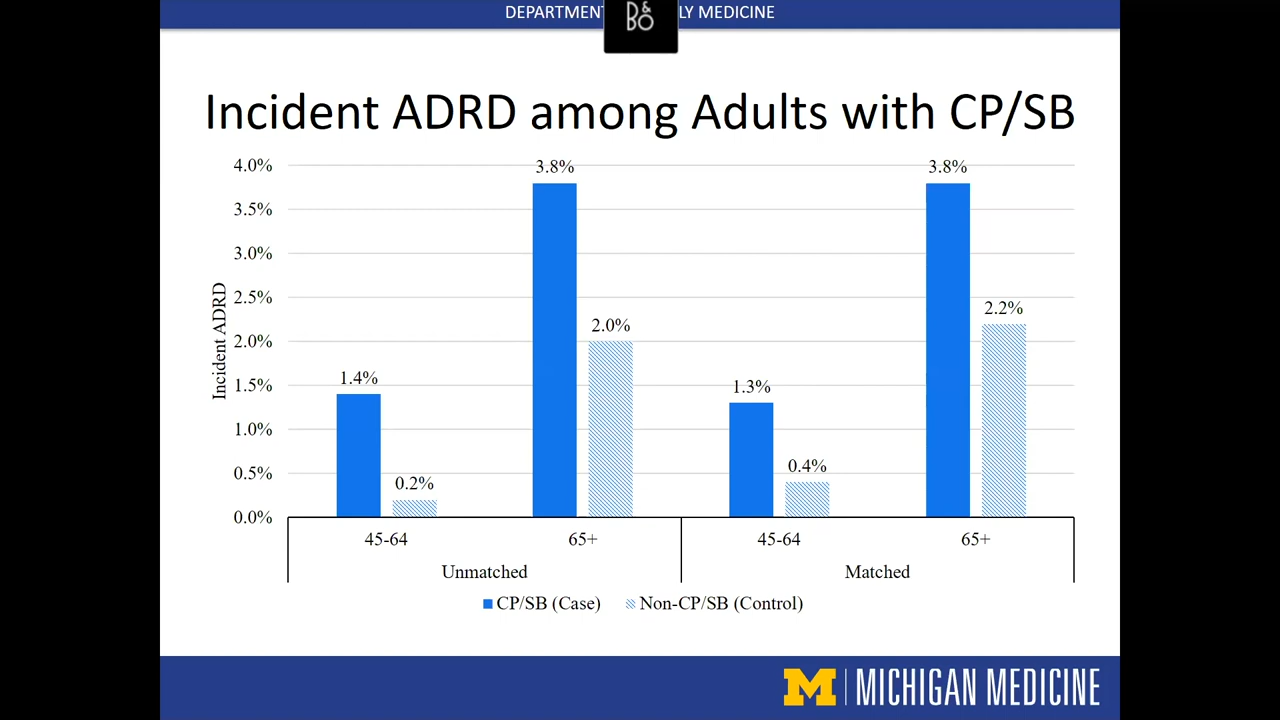 DEPARTMENT LY MEDICINE
B&O
Incident ADRD among Adults with CP/SB
Incident ADRD
4.0%
3.5%
3.0%
2.5%
2.0%
1.5%
1.0%
0.5%
0.0%
1.4%
0.2%
3.8%
2.0%
1.3%
0.4%
3.8%
2.2%
45-64
65+
45-64
65+
Unmatched
Matched
CP/SB (Case)
Non-CP/SB (Control)
M | MICHIGAN MEDICINE